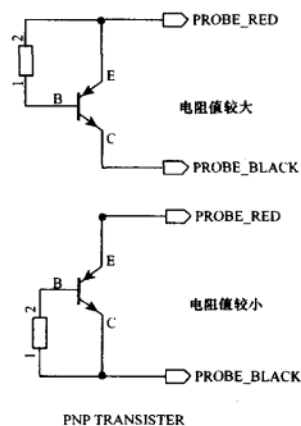 PROBE_RED
2
1
B
E
C
电阻值较大
PROBE_BLACK
PROBE_RED
B
E
2
1
C
电阻值较小
PROBE_BLACK
PNP TRANSISTER